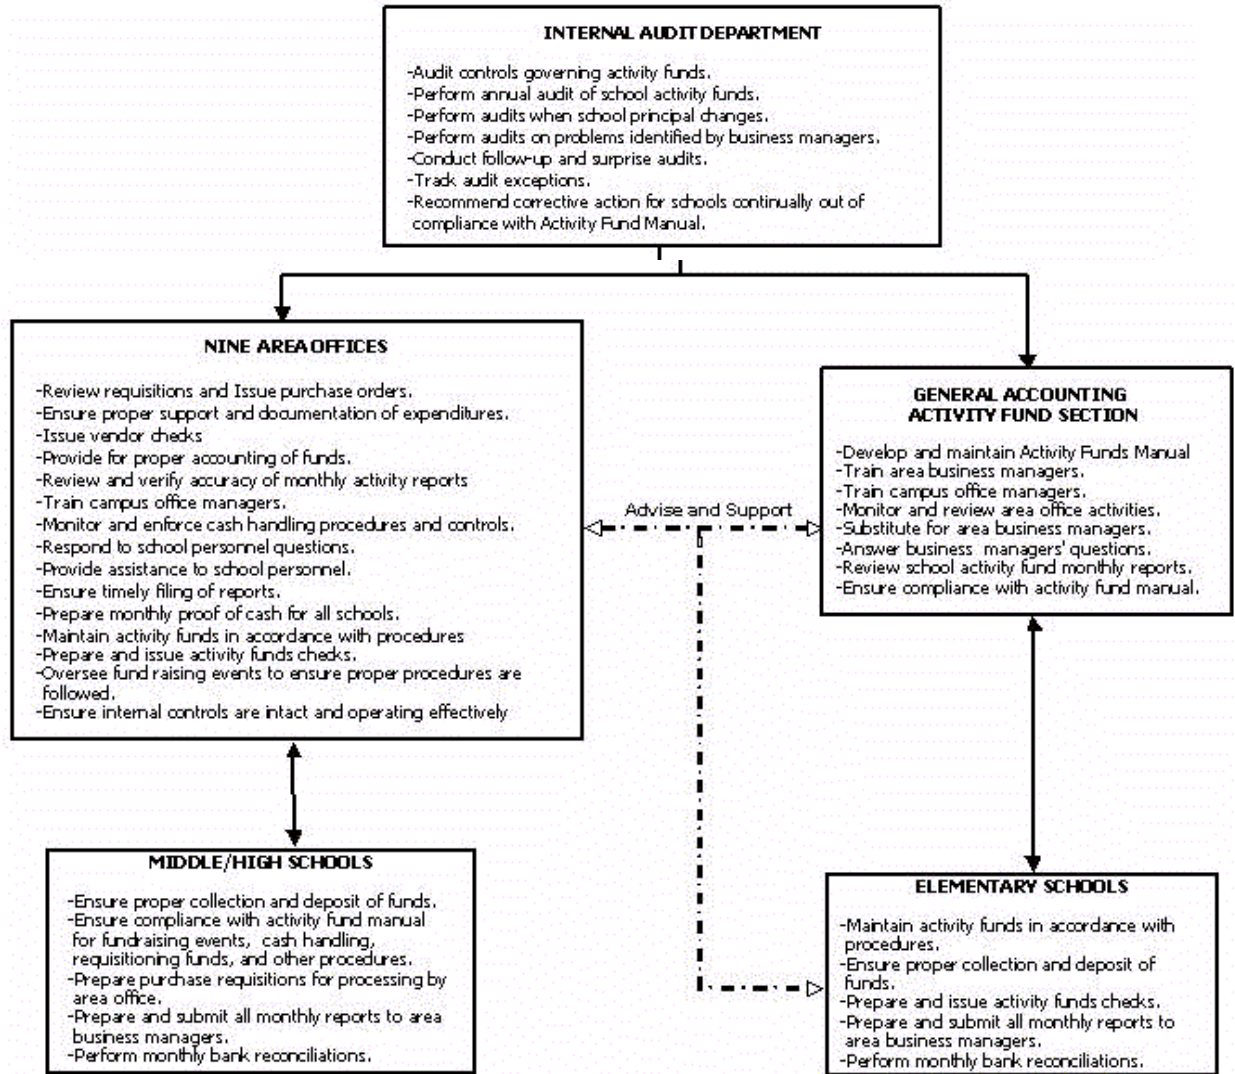 INTERNAL AUDIT DEPARTMENT
-Audit controls governing activity funds.
-Perform annual audit of school activity funds.
-Perform audits when school principal changes.
-Perform audits on problems identified by business managers.
-Conduct follow-up and surprise audits.
-Track audit exceptions.
-Recommend corrective action for schools continually out of
compliance with Activity Fund Manual.
NINE AREA OFFICES
-Review requisitions and Issue purchase orders.
-Ensure proper support and documentation of expenditures.
-Issue vendor checks
-Provide for proper accounting of funds.
-Review and verify accuracy of monthly activity reports
-Train campus office managers.
-Monitor and enforce cash handling procedures and controls.
-Respond to school personnel questions.
-Provide assistance to school personnel.
-Ensure timely filing of reports.
-Prepare monthly proof of cash for all schools.
-Maintain activity funds in accordance with procedures
-Prepare and issue activity funds checks.
-Oversee fund raising events to ensure proper procedures are
followed.
-Ensure internal controls are intact and operating effectively
Advise and Support
GENERAL ACCOUNTING
ACTIVITY FUND SECTION
-Develop and maintain Activity Funds Manual
-Train area business managers.
-Train campus office managers.
-Monitor and review area office activities.
-Substitute for area business managers.
-Answer business managers' questions.
-Review school activity fund monthly reports.
-Ensure compliance with activity fund manual.
MIDDLE/HIGH SCHOOLS
-Ensure proper collection and deposit of funds.
-Ensure compliance with activity fund manual
for fundraising events, cash handling,
requisitioning funds, and other procedures.
-Prepare purchase requisitions for processing by
area office.
-Prepare and submit all monthly reports to area
business managers.
-Perform monthly bank reconciliations.
ELEMENTARY SCHOOLS
-Maintain activity funds in accordance with
procedures.
-Ensure proper collection and deposit of
funds.
-Prepare and issue activity funds checks.
-Prepare and submit all monthly reports to
area business managers.
-Perform monthly bank reconciliations.